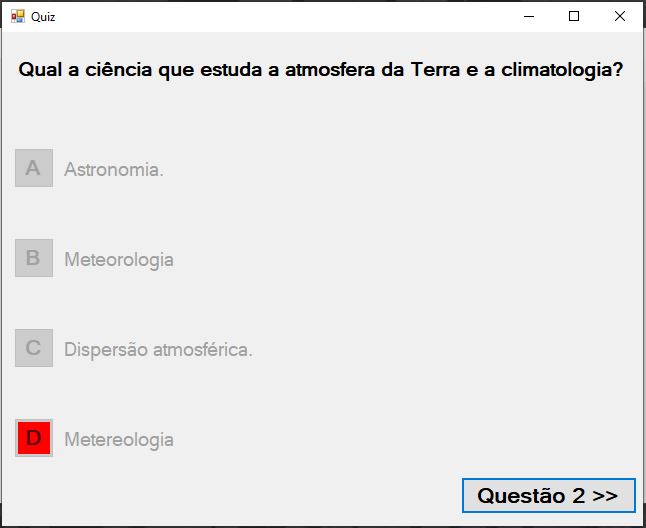 Quiz
Qual a ciência que estuda a atmosfera da Terra e a climatologia?
A Astronomia.
B Meteorologia
C Dispersão atmosférica.
D Metereologia
Questão 2 >>